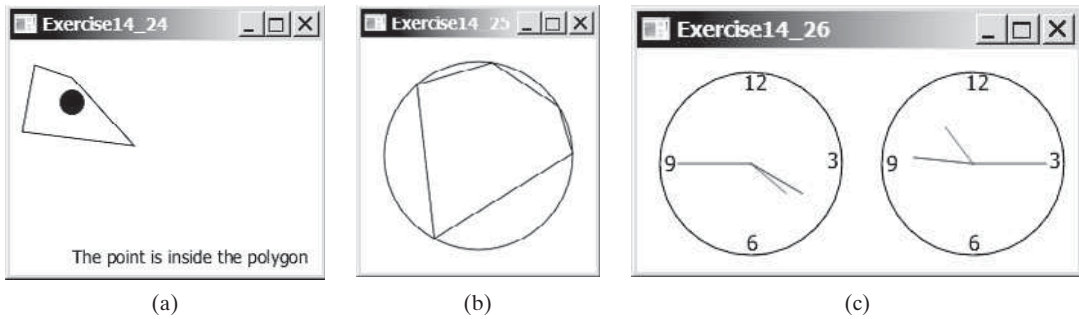 Exercise14_24
Exercise14_25
Exercise14_26
12
9
3
6
12
9
3
6
The point is inside the polygon
(a)
(b)
(c)